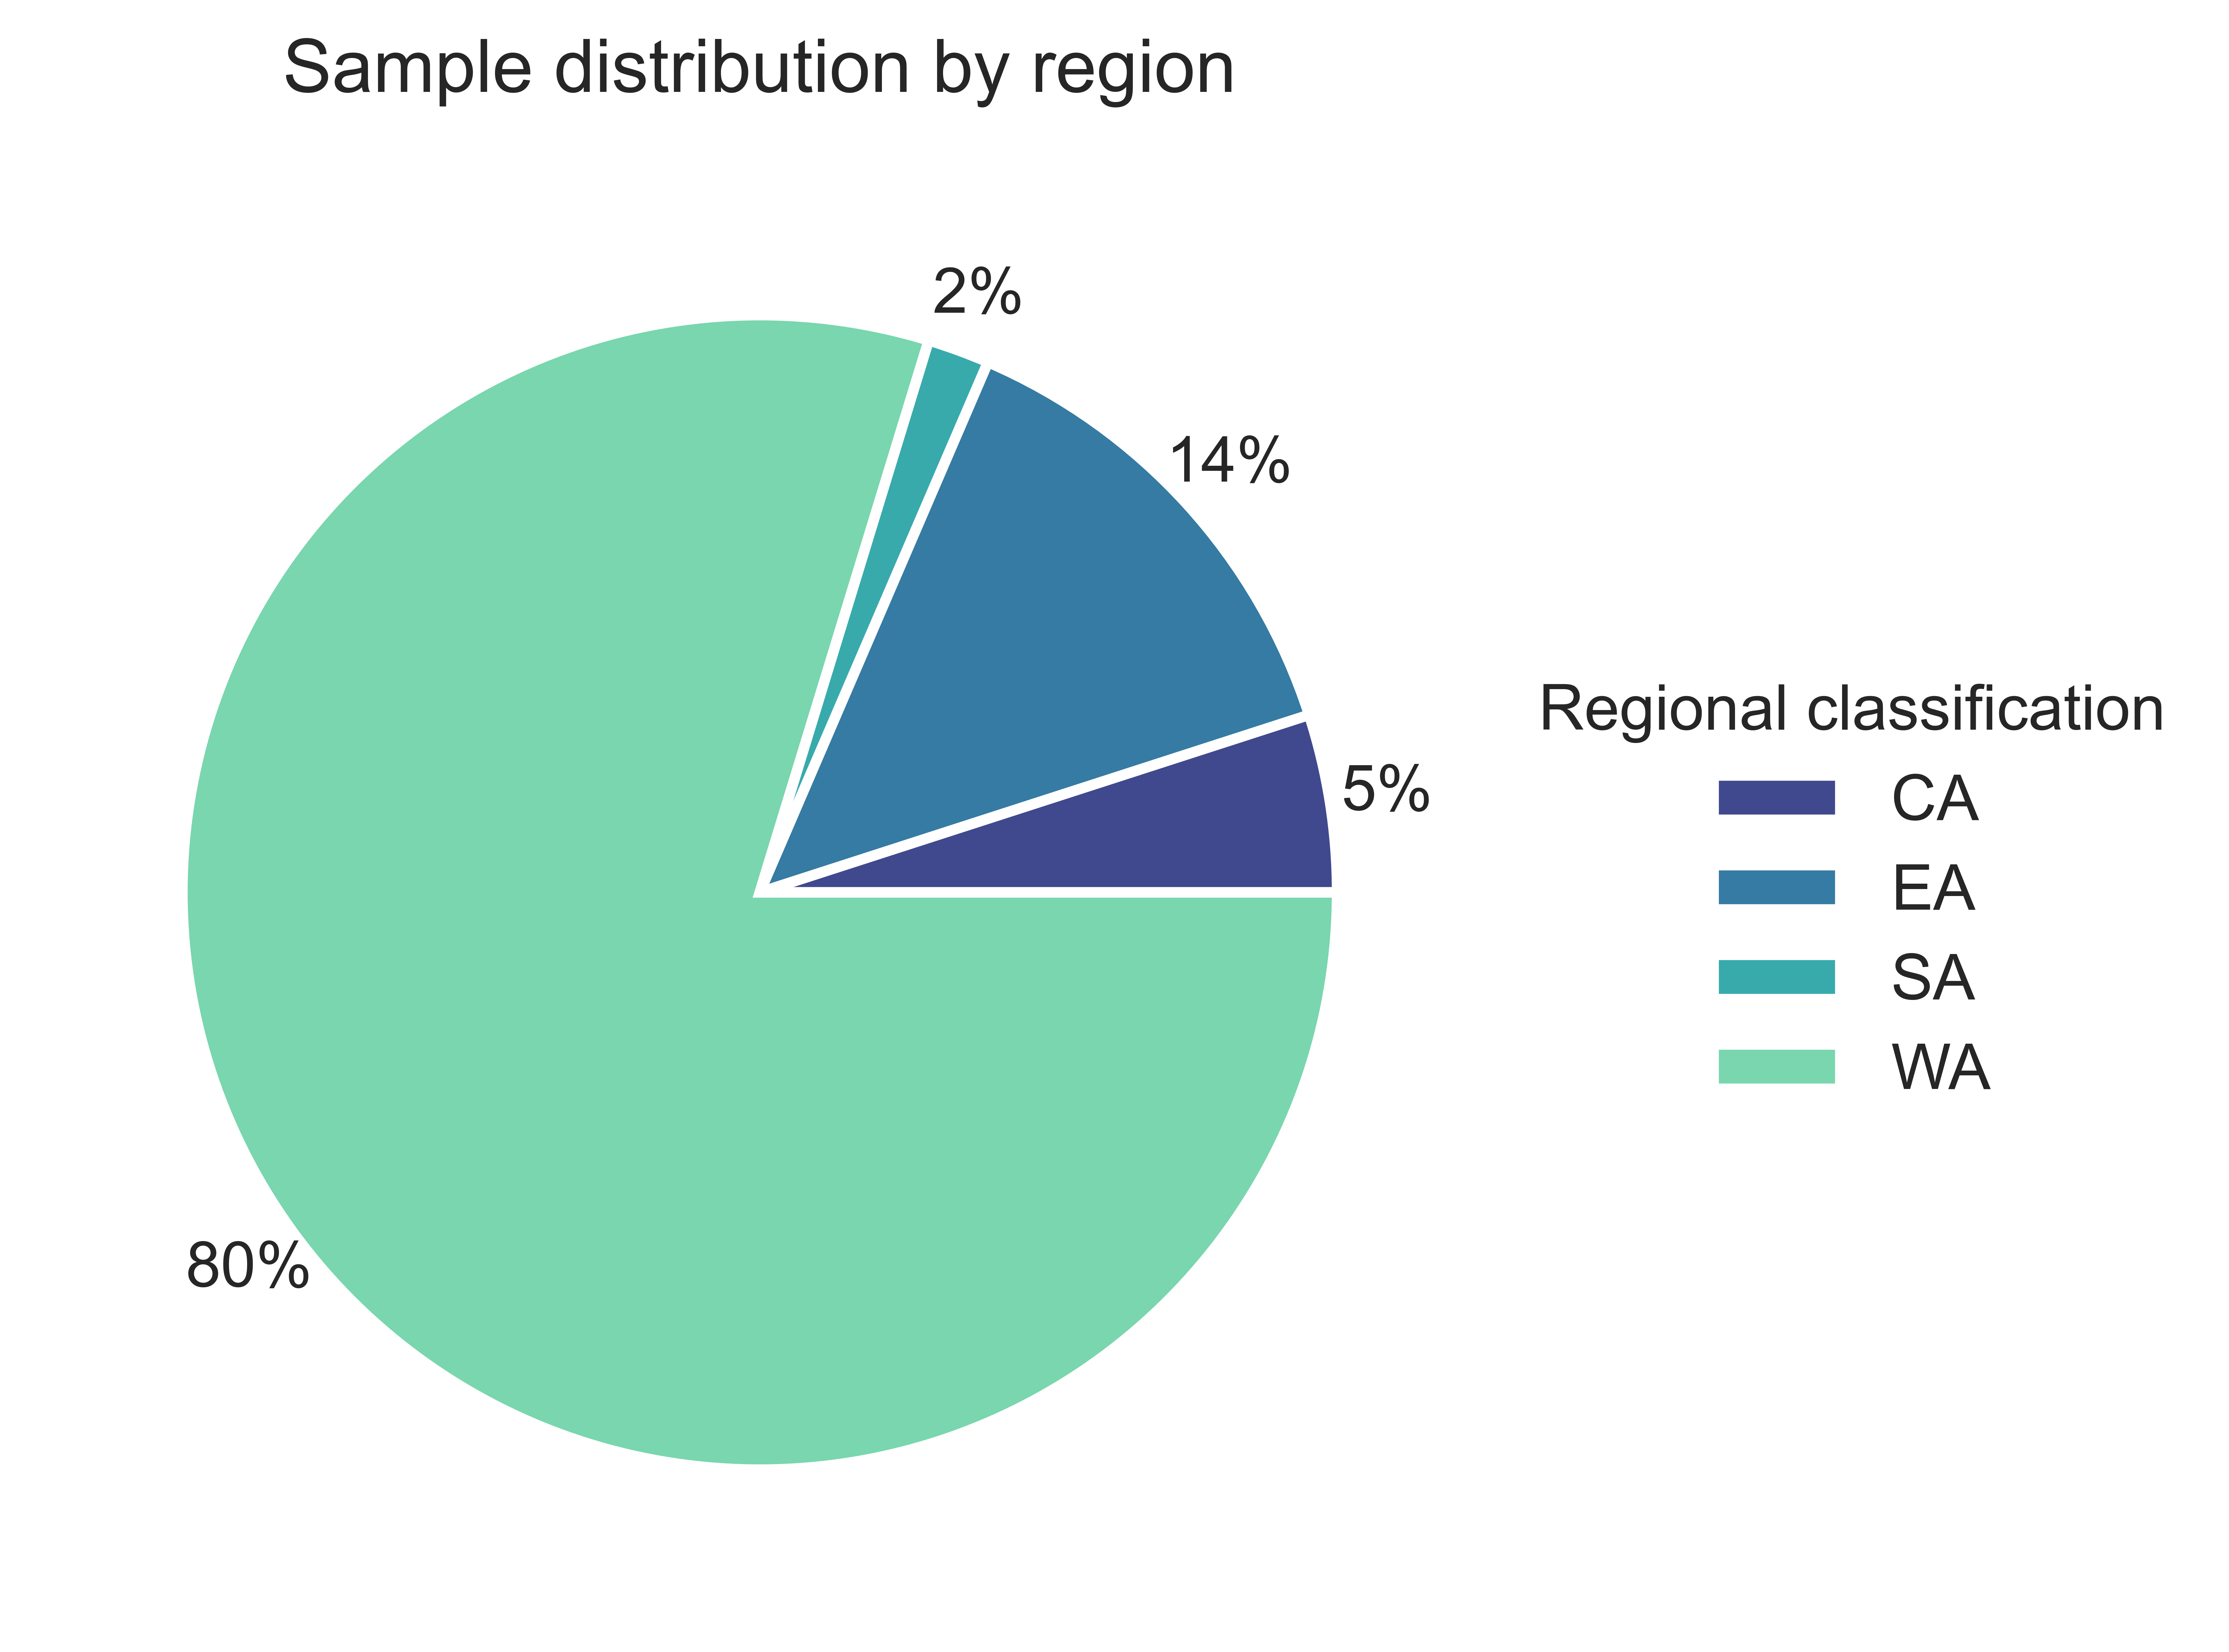 Sample distribution by region
2%
14%
5%
80%
Regional classification
CA
EA
SA
WA